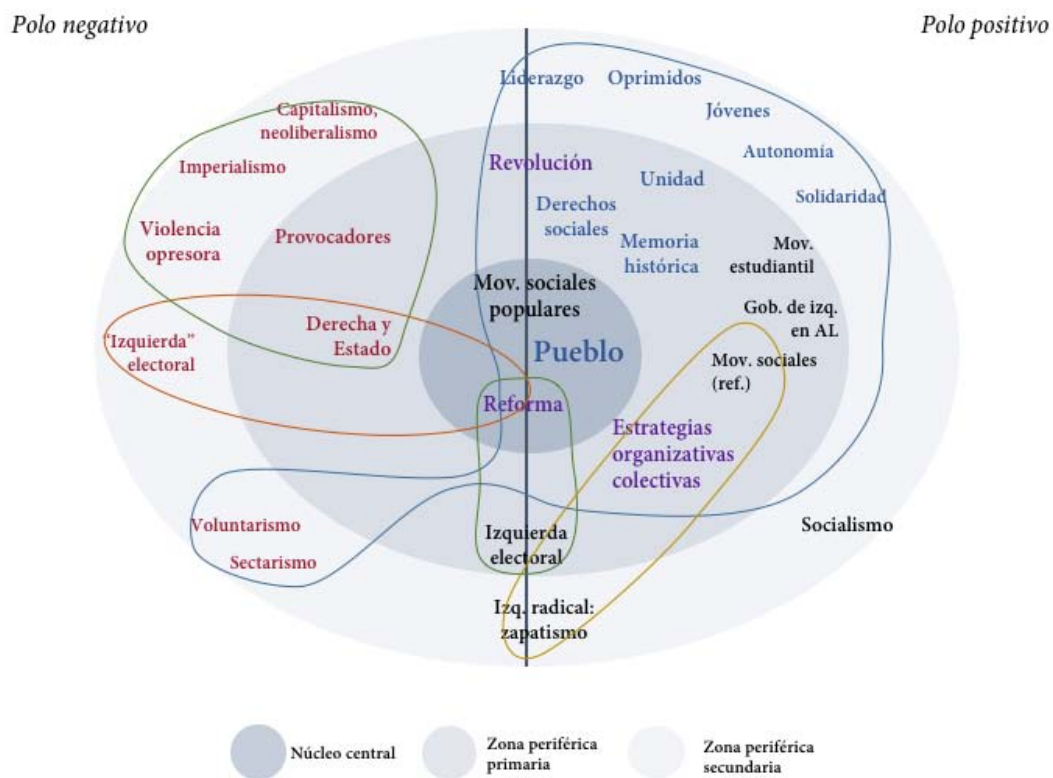 Polo negativo
Polo positivo
Liderazgo
Oprimidos
Jóvenes
Autonomía
Solidaridad
Capitalismo,
neoliberalismo
Imperialismo
Violencia
opresora
Provocadores
Revolución
Unidad
Derechos
sociales
Memoria
histórica
Mov.
estudiantil
Mov. sociales
populares
Gob. de izq.
en AL
"Izquierda"
electoral
Derecha y
Estado
Pueblo
Mov. sociales
(ref.)
Reforma
Estrategias
organizativas
colectivas
Voluntarismo
Sectarismo
Izquierda
electoral
Socialismo
Izq. radical:
zapatismo
Núcleo central
Zona periférica
primaria
Zona periférica
secundaria